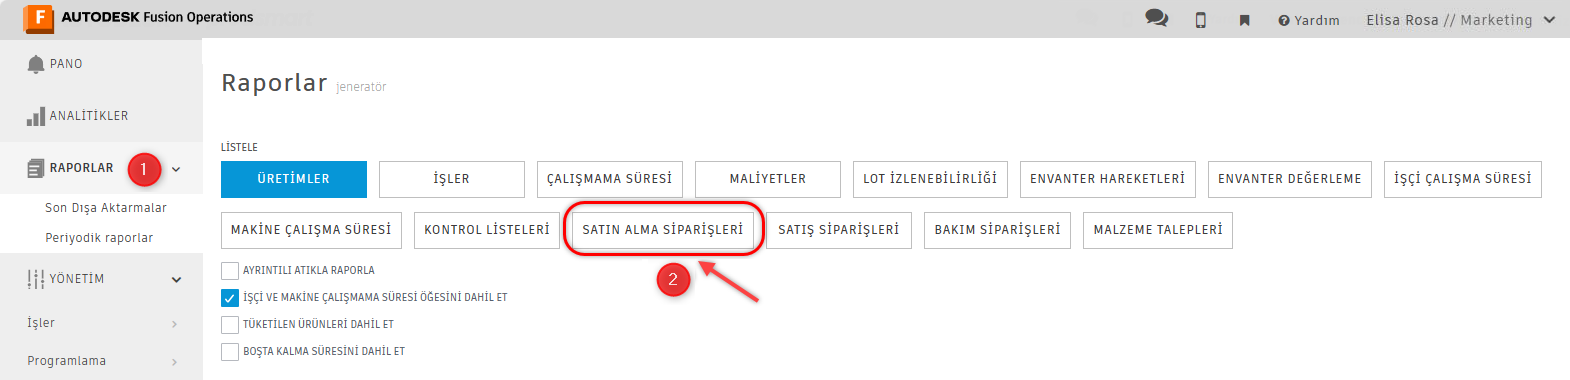 F AUTODESK Fusion Operations
Yardım
Elisa Rosa // Marketing
PANO
ANALİTİKLER
RAPORLAR 1
Son Dışa Aktarmalar
Periyodik raporlar
YÖNETİM
İşler
Programlama
Raporlar jeneratör
LİSTELE
ÜRETİMLER İŞLER ÇALIŞMAMA SÜRESİ MALİYETLER LOT İZLENEBİLİRLİĞİ ENVANTER HAREKETLERİ ENVANTER DEĞERLEME İŞÇİ ÇALIŞMA SÜRESİ
MAKİNE ÇALIŞMA SÜRESİ KONTROL LİSTELERİ SATIN ALMA SİPARİŞLERİ SATIŞ SİPARİŞLERİ BAKIM SİPARİŞLERİ MALZEME TALEPLERİ
2
AYRINTILI ATIKLA RAPORLA
İŞÇİ VE MAKİNE ÇALIŞMAMA SÜRESİ ÖĞESİNİ DAHİL ET
TÜKETİLEN ÜRÜNLERİ DAHİL ET
BOŞTA KALMA SÜRESİNİ DAHİL ET